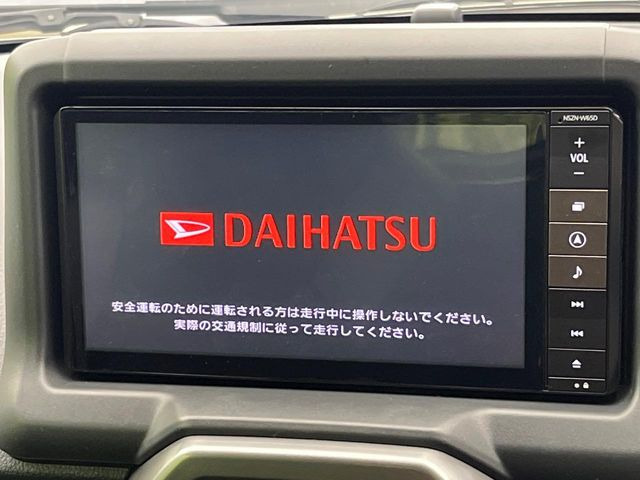 NSZN-W65D
+
VOL
-
DAIHATSU
安全運転のために運転される方は走行中に操作しないでください。
実際の交通規制に従って走行してください。